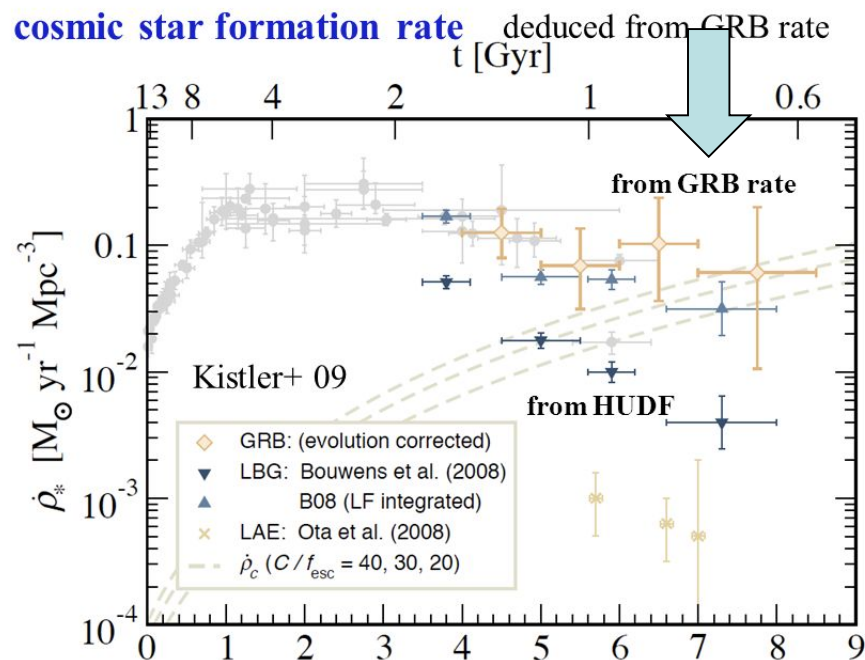 cosmic star formation rate deduced from GRB rate
t [Gyr]
13 8 4 2 1 0.6
1
from GRB rate
0.1
ρ̇* [M⊙ yr-1 Mpc-3]
10-2
Kistler+ 09
from HUDF
GRB: (evolution corrected)
LBG: Bouwens et al. (2008)
B08 (LF integrated)
10-3
LAE: Ota et al. (2008)
ρ̇c (C / fesc = 40, 30, 20)
10-4
0 1 2 3 4 5 6 7 8 9